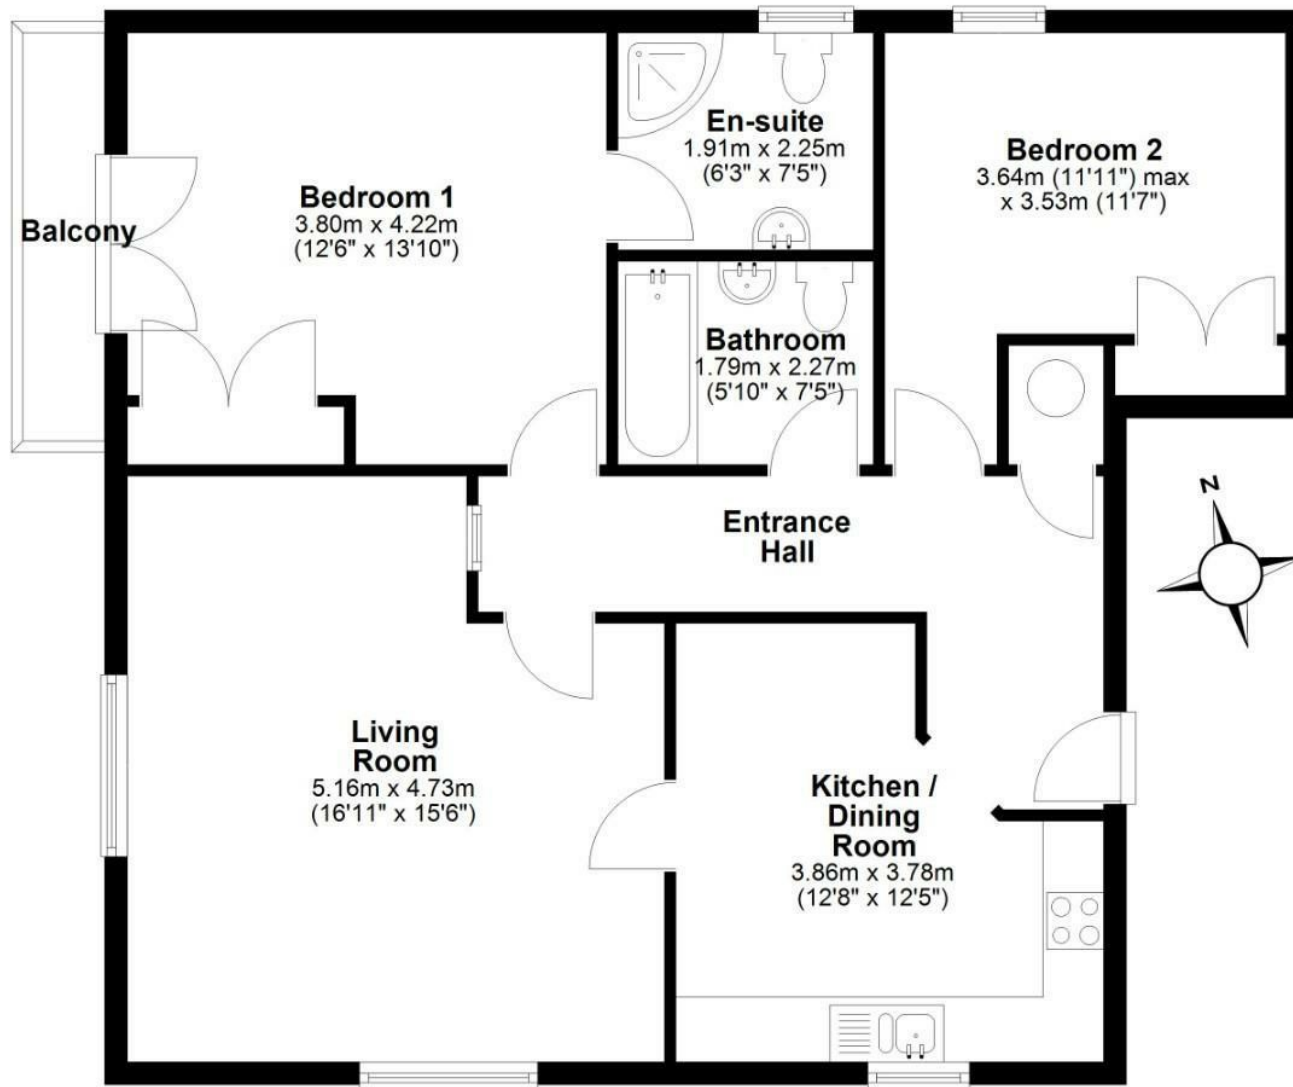 En-suite
1.91m x 2.25m
(6'3" x 7'5")
Bedroom 2
3.64m (11'11") max
x 3.53m (11'7")
Bedroom 1
3.80m x 4.22m
(12'6" x 13'10")
Balcony
Bathroom
1.79m x 2.27m
(5'10" x 7'5")
Entrance
Hall
N
Living
Room
5.16m x 4.73m
(16'11" x 15'6")
Kitchen /
Dining
Room
3.86m x 3.78m
(12'8" x 12'5")